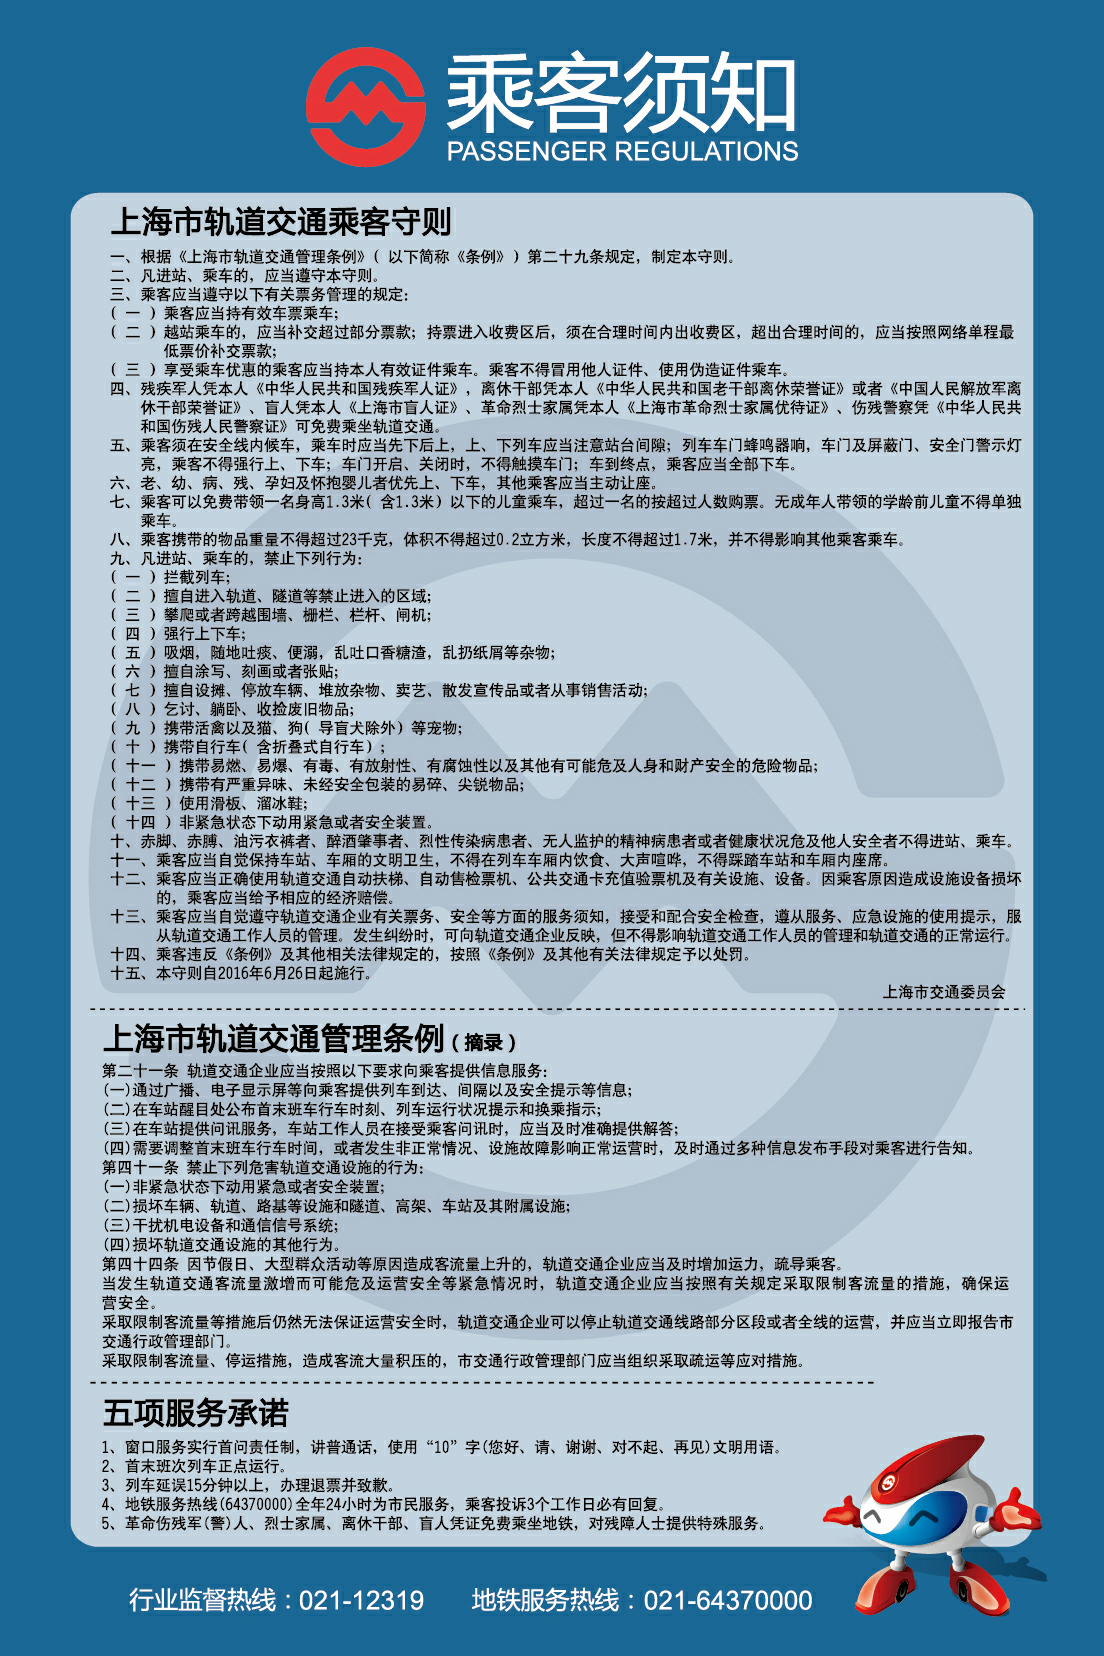 乘客须知
PASSENGER REGULATIONS
上海市轨道交通乘客守则
一、根据《上海市轨道交通管理条例》(以下简称《条例》)第二十九条规定，制定本守则。
二、凡进站、乘车的，应当遵守本守则。
三、乘客应当遵守以下有关票务管理的规定：
(一)乘客应当持有效车票乘车；
(二)越站乘车的，应当补交超过部分票款；持票进入收费区后，须在合理时间内出收费区，超出合理时间的，应当按照网络单程最
低票价补交票款；
(三)享受乘车优惠的乘客应当持本人有效证件乘车。乘客不得冒用他人证件、使用伪造证件乘车。
四、残疾军人凭本人《中华人民共和国残疾军人证》，离休干部凭本人《中华人民共和国老干部离休荣誉证》或者《中国人民解放军离
休干部荣誉证》、盲人凭本人《上海市盲人证》、革命烈士家属凭本人《上海市革命烈士家属优待证》、伤残警察凭《中华人民共
和国伤残人民警察证》可免费乘坐轨道交通。
五、乘客须在安全线内候车，乘车时应当先下后上，上、下列车应当注意站台间隙；列车车门蜂鸣器响，车门及屏蔽门、安全门警示灯
亮，乘客不得强行上、下车；车门开启、关闭时，不得触摸车门；车到终点，乘客应当全部下车。
六、老、幼、病、残、孕妇及怀抱婴儿者优先上、下车，其他乘客应当主动让座。
七、乘客可以免费带领一名身高1.3米(含1.3米)以下的儿童乘车，超过一名的按超过人数购票。无成年人带领的学龄前儿童不得单独
乘车。
八、乘客携带的物品重量不得超过23千克，体积不得超过0.2立方米，长度不得超过1.7米，并不得影响其他乘客乘车。
九、凡进站、乘车的，禁止下列行为：
(一)拦截列车；
(二)擅自进入轨道、隧道等禁止进入的区域；
(三)攀爬或者跨越围墙、栅栏、栏杆、闸机；
(四)强行上下车；
(五)吸烟，随地吐痰、便溺，乱吐口香糖渣，乱扔纸屑等杂物；
(六)擅自涂写、刻画或者张贴；
(七)擅自设摊、停放车辆、堆放杂物、卖艺、散发宣传品或者从事销售活动；
(八)乞讨、躺卧、收捡废旧物品；
(九)携带活禽以及猫、狗(导盲犬除外)等宠物；
(十)携带自行车(含折叠式自行车)；
(十一)携带易燃、易爆、有毒、有放射性、有腐蚀性以及其他有可能危及人身和财产安全的危险物品；
(十二)携带有严重异味、未经安全包装的易碎、尖锐物品；
(十三)使用滑板、溜冰鞋；
(十四)非紧急状态下动用紧急或者安全装置。
十、赤脚、赤膊、油污衣裤者、醉酒肇事者、烈性传染病患者、无人监护的精神病患者或者健康状况危及他人安全者不得进站、乘车。
十一、乘客应当自觉保持车站、车厢的文明卫生，不得在列车车厢内饮食、大声喧哗，不得踩踏车站和车厢内座席。
十二、乘客应当正确使用轨道交通自动扶梯、自动售检票机、公共交通卡充值验票机及有关设施、设备。因乘客原因造成设施设备损坏
的，乘客应当给予相应的经济赔偿。
十三、乘客应当自觉遵守轨道交通企业有关票务、安全等方面的服务须知，接受和配合安全检查，遵从服务、应急设施的使用提示，服
从轨道交通工作人员的管理。发生纠纷时，可向轨道交通企业反映，但不得影响轨道交通工作人员的管理和轨道交通的正常运行。
十四、乘客违反《条例》及其他相关法律规定的，按照《条例》及其他有关法律规定予以处罚。
十五、本守则自2016年6月26日起施行。
上海市交通委员会
上海市轨道交通管理条例(摘录)
第二十一条 轨道交通企业应当按照以下要求向乘客提供信息服务：
(一)通过广播、电子显示屏等向乘客提供列车到达、间隔以及安全提示等信息；
(二)在车站醒目处公布首末班车行车时刻、列车运行状况提示和换乘指示；
(三)在车站提供问讯服务，车站工作人员在接受乘客问讯时，应当及时准确提供解答；
(四)需要调整首末班车行车时间，或者发生非正常情况、设施故障影响正常运营时，及时通过多种信息发布手段对乘客进行告知。
第四十一条 禁止下列危害轨道交通设施的行为：
(一)非紧急状态下动用紧急或者安全装置；
(二)损坏车辆、轨道、路基等设施和隧道、高架、车站及其附属设施；
(三)干扰机电设备和通信信号系统；
(四)损坏轨道交通设施的其他行为。
第四十四条 因节假日、大型群众活动等原因造成客流量上升的，轨道交通企业应当及时增加运力，疏导乘客。
当发生轨道交通客流量激增而可能危及运营安全等紧急情况时，轨道交通企业应当按照有关规定采取限制客流量的措施，确保运
营安全。
采取限制客流量等措施后仍然无法保证运营安全时，轨道交通企业可以停止轨道交通线路部分区段或者全线的运营，并应当立即报告市
交通行政管理部门。
采取限制客流量、停运措施，造成客流大量积压的，市交通行政管理部门应当组织采取疏运等应对措施。
五项服务承诺
1、窗口服务实行首问责任制，讲普通话，使用“10”字(您好、请、谢谢、对不起、再见)文明用语。
2、首末班次列车正点运行。
3、列车延误15分钟以上，办理退票并致歉。
4、地铁服务热线(64370000)全年24小时为市民服务，乘客投诉3个工作日必有回复。
5、革命伤残军(警)人、烈士家属、离休干部、盲人凭证免费乘坐地铁，对残障人士提供特殊服务。
行业监督热线：021-12319 地铁服务热线：021-64370000